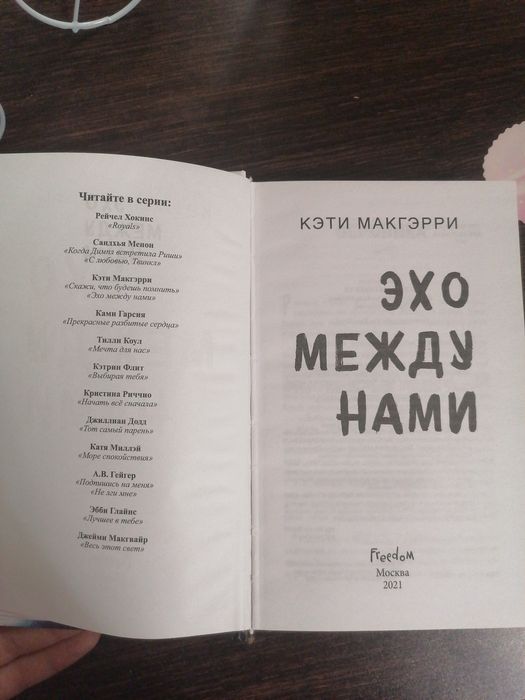 Читайте в серии:
Рейчел Хокинс
«Royals»
Сандхья Менон
«Когда Димпл встретила Риши»
«С любовью, Твинкл»
Кэти Макгэрри
«Скажи, что будешь помнить»
«Эхо между нами»
Ками Гарсия
«Прекрасные разбитые сердца»
Тилли Коул
«Мечта для нас»
Кэтрин Флит
«Выбирая тебя»
Кристина Риччио
«Начать всё сначала»
Джиллиан Додд
«Тот самый парень»
Катя Миллэй
«Море спокойствия»
А.В. Гейгер
«Подпишись на меня»
«Не лги мне»
Эбби Глайнс
«Лучшее в тебе»
Джейми Макгвайр
«Весь этот свет»
КЭТИ МАКГЭРРИ
ЭХО
МЕЖДУ
НАМИ
Freedom
Москва
2021